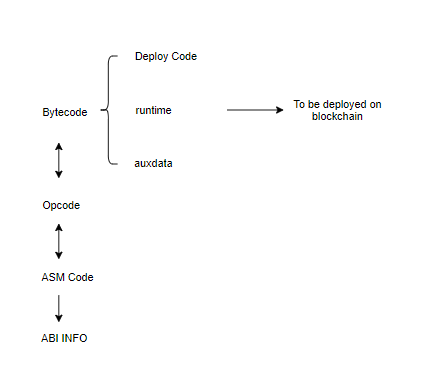 Deploy Code
Bytecode
runtime
To be deployed on
blockchain
auxdata
Opcode
ASM Code
ABI INFO